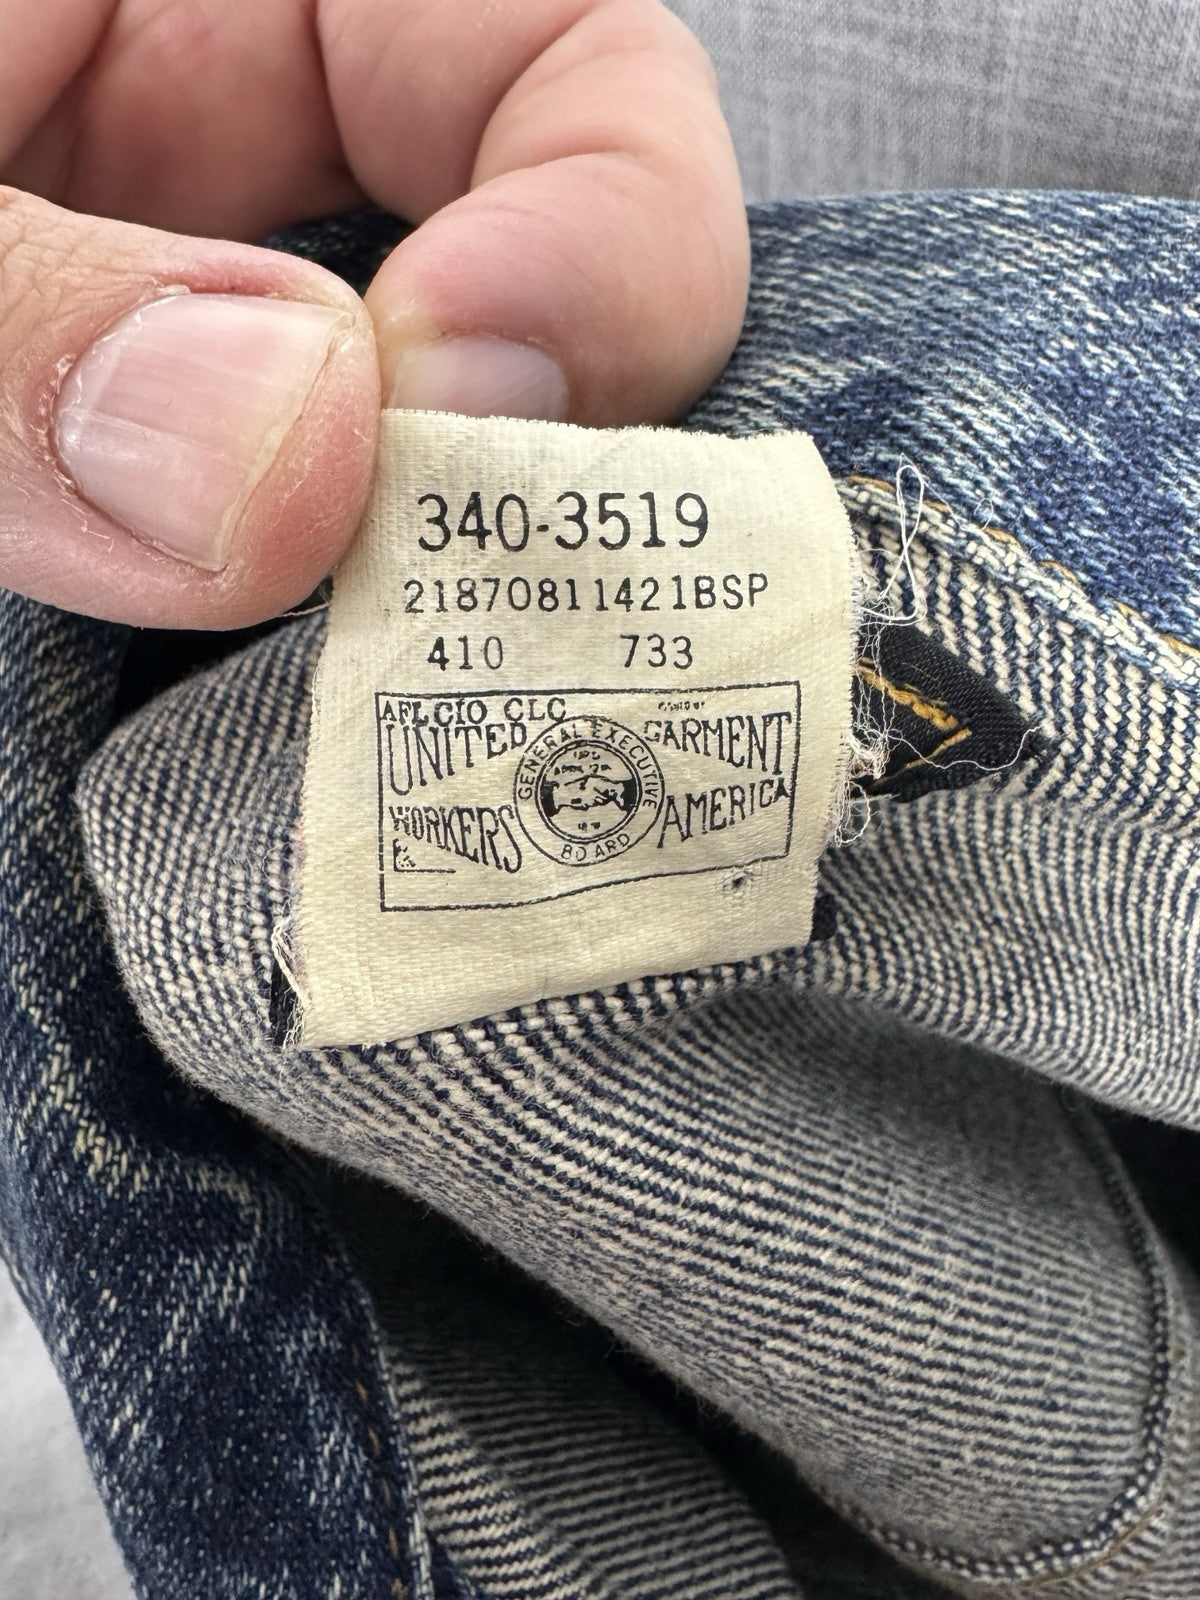 340-3519
21870811421BSP
410 733
AFL CIO CLC
UNITED GARMENT
WORKERS AMERICA
GENERAL EXECUTIVE
BOARD